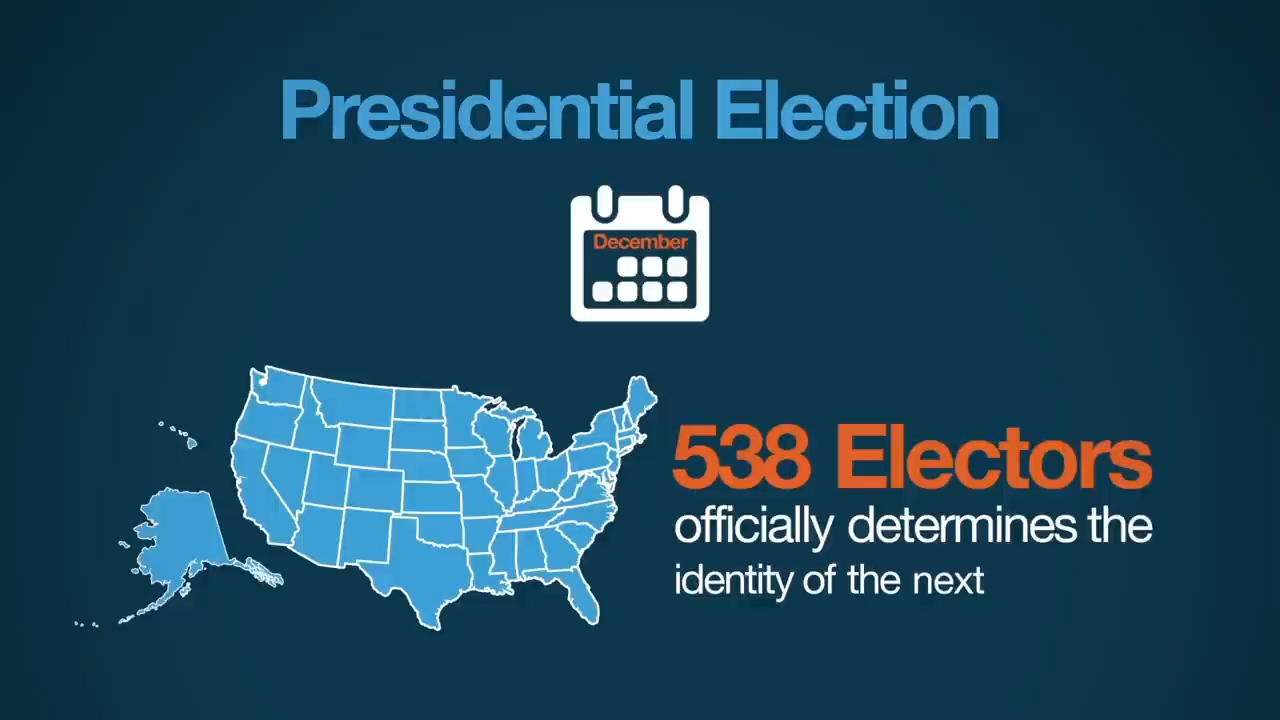 Presidential Election
December
538 Electors
officially determines the
identity of the next